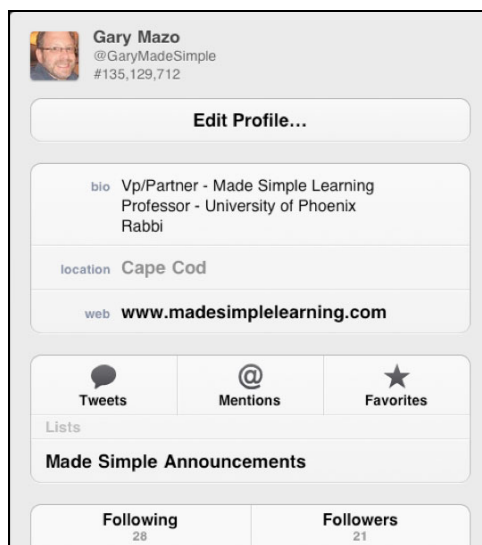 Gary Mazo
@GaryMadeSimple
#135,129,712
Edit Profile...
bio Vp/Partner - Made Simple Learning
Professor - University of Phoenix
Rabbi
location Cape Cod
web www.madesimplelearning.com
@
Tweets Mentions Favorites
Lists
Made Simple Announcements
Following Followers
28 21